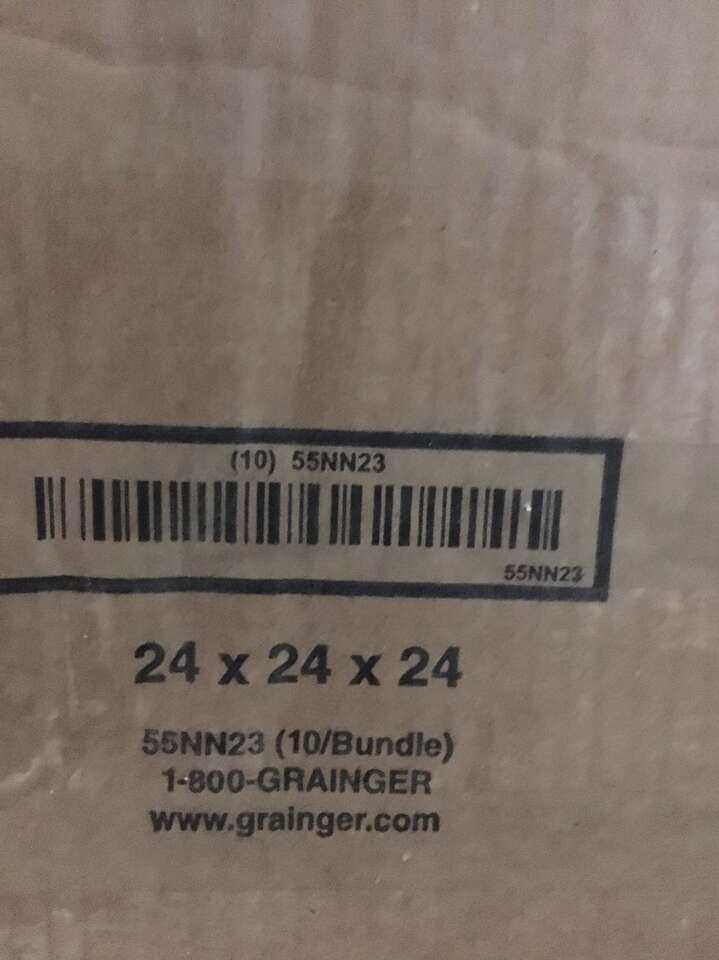 (10) 55NN23
55NN23
24 x 24 x 24
55NN23 (10/Bundle)
1-800-GRAINGER
www.grainger.com